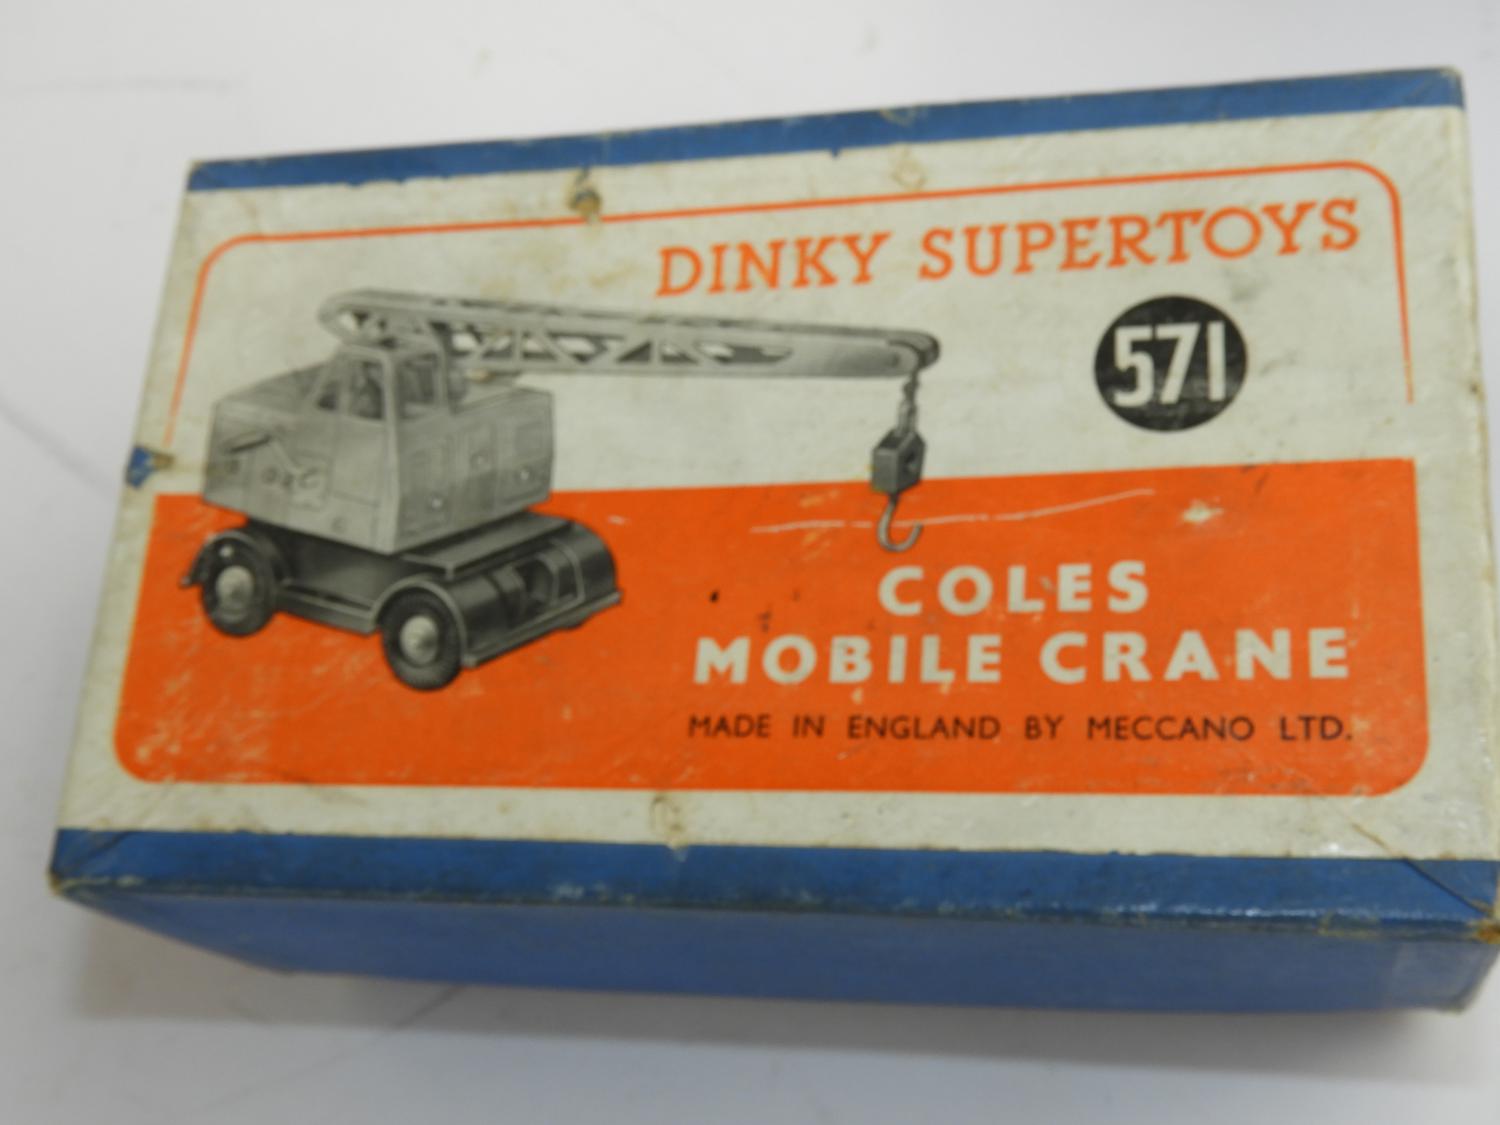 DINKY SUPERTOYS
571
COLES
MOBILE CRANE
MADE IN ENGLAND BY MECCANO LTD.